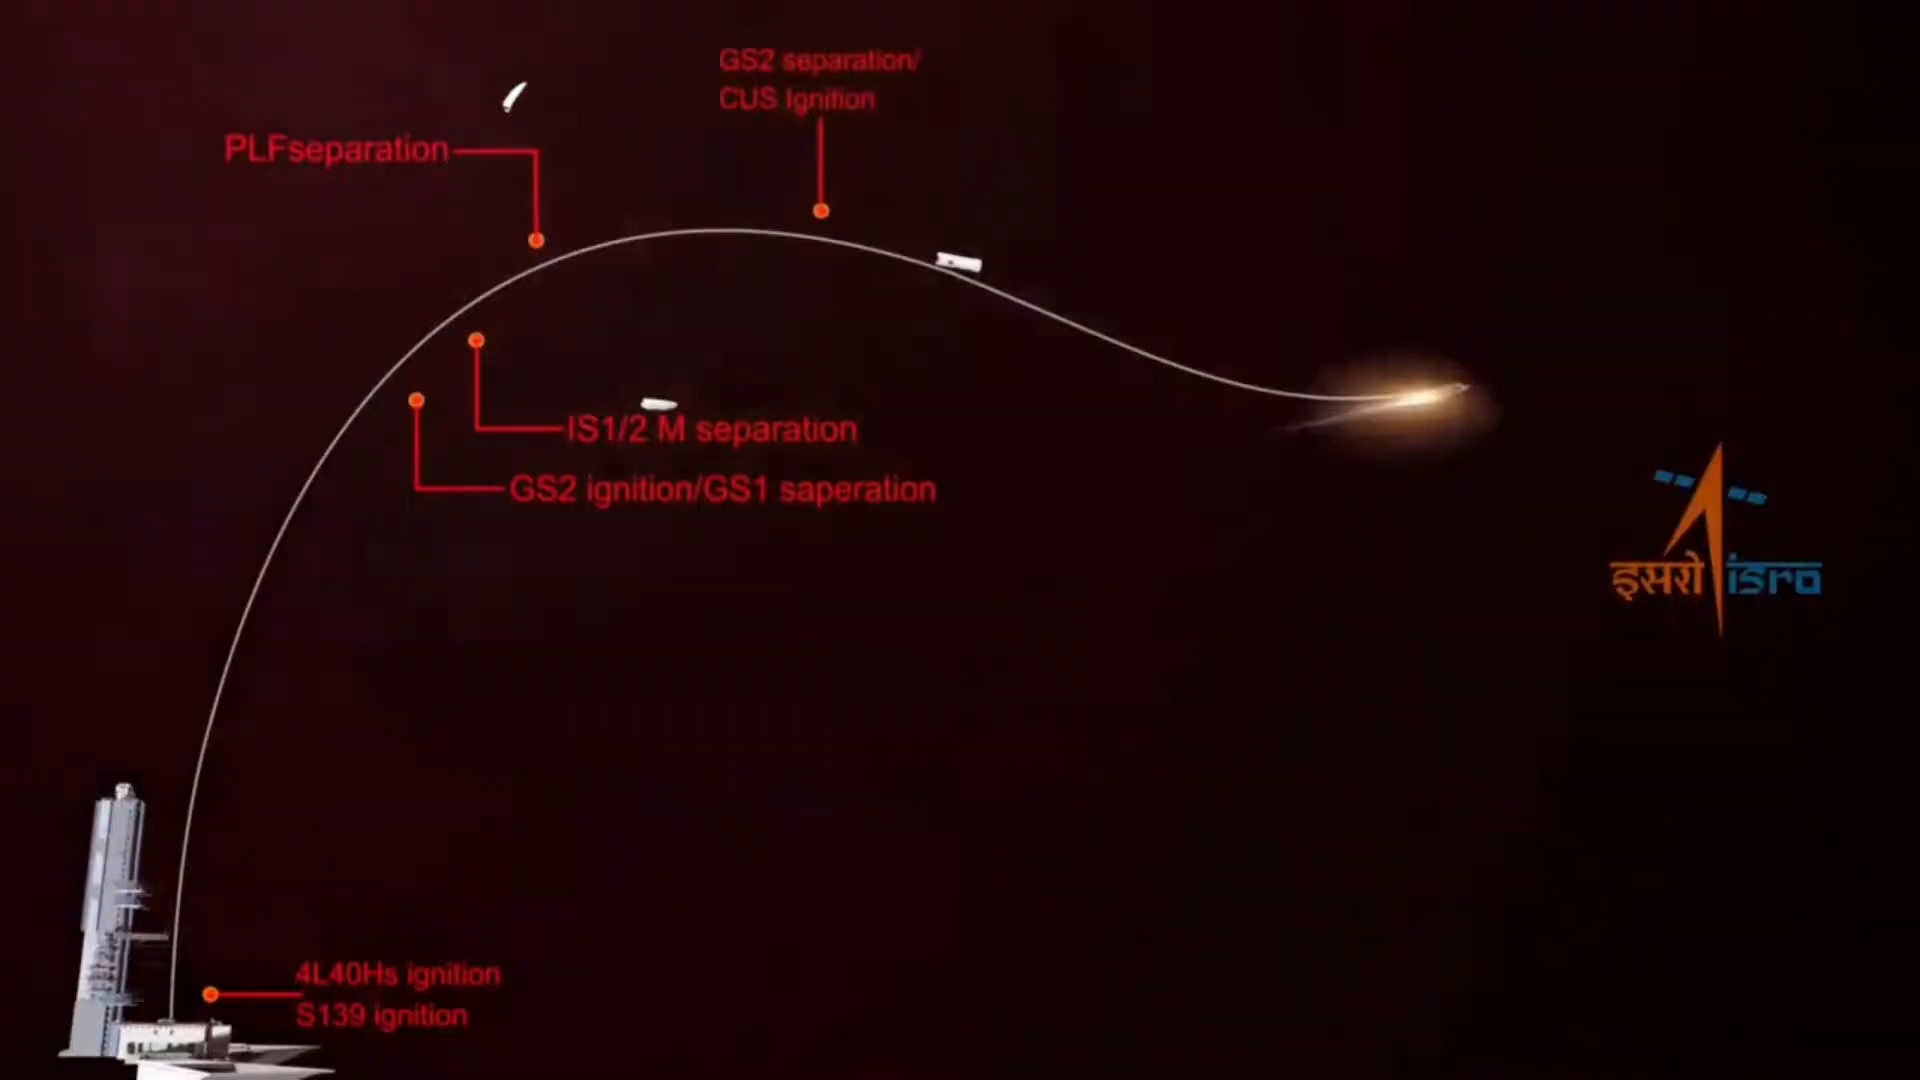 GS2 separation/
CUS Ignition
PLFseparation
IS1/2 M separation
GS2 ignition/GS1 saperation
इसरो isro
4L40Hs ignition
S139 ignition